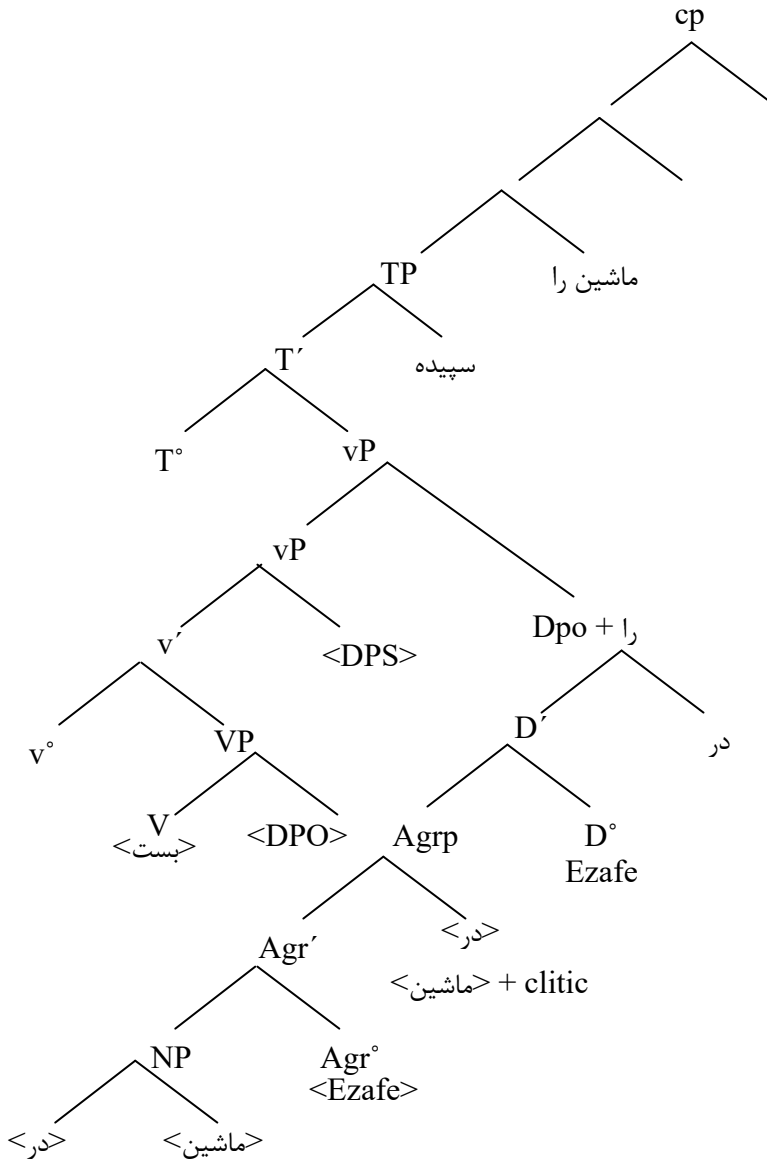 cp
TP
ماشین را
T´
سپیده
T°
vP
vP
Dpo + را
v´
<DPS>
v°
VP
D´
در
V
<بست>
<DPO>
Agrp
D°
Ezafe
Agr´
<در>
<ماشین> + clitic
NP
Agr°
<Ezafe>
<در>
<ماشین>